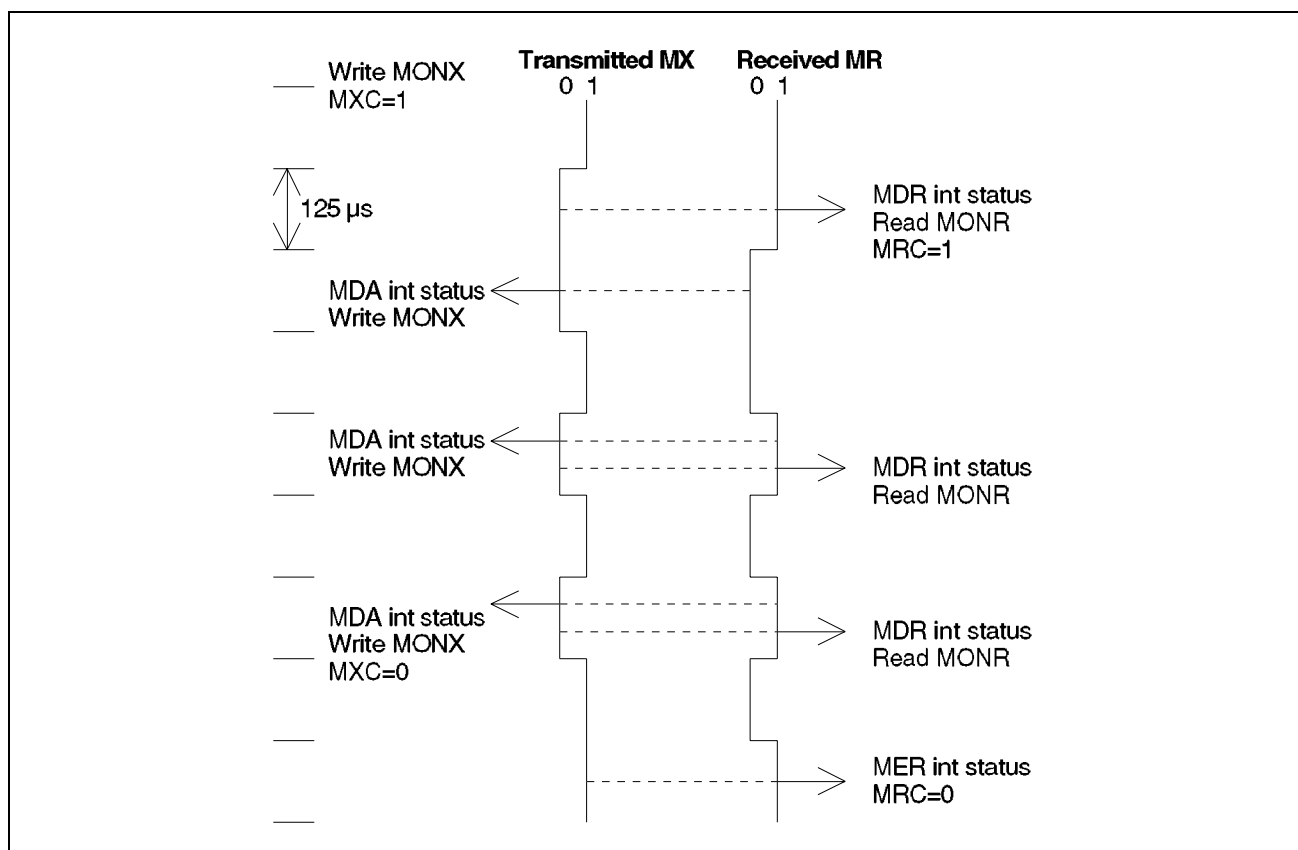 Transmitted MX
Received MR
0 1
0 1
Write MONX
MXC=1
125 µs
MDR int status
Read MONR
MRC=1
MDA int status
Write MONX
MDA int status
Write MONX
MDR int status
Read MONR
MDA int status
Write MONX
MXC=0
MDR int status
Read MONR
MER int status
MRC=0